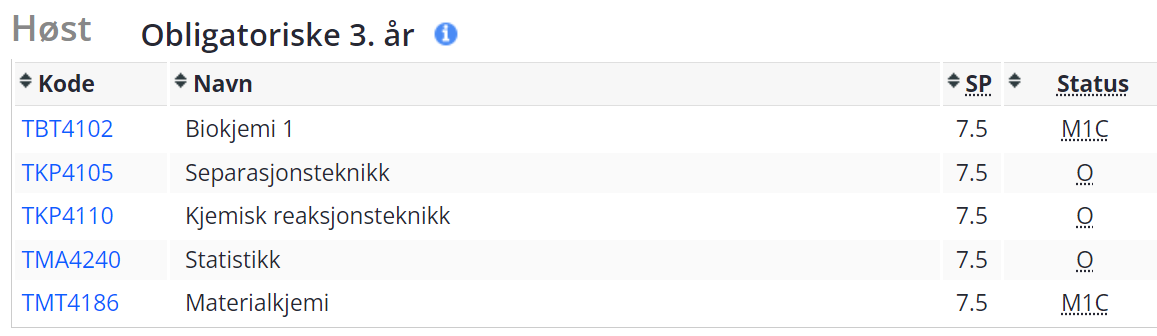 Høst Obligatoriske 3. år
Kode Navn SP Status
TBT4102 Biokjemi 1 7.5 M1C
TKP4105 Separasjonsteknikk 7.5 O
TKP4110 Kjemisk reaksjonsteknikk 7.5 O
TMA4240 Statistikk 7.5 O
TMT4186 Materialkjemi 7.5 M1C